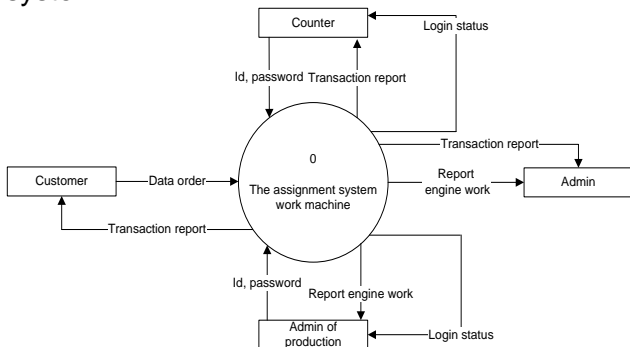 Counter
Login status
Id, password
Transaction report
0
Transaction report
The assignment system
work machine
Customer
Data order
Report
engine work
Admin
Transaction report
Id, password
Report engine work
Admin of
production
Login status